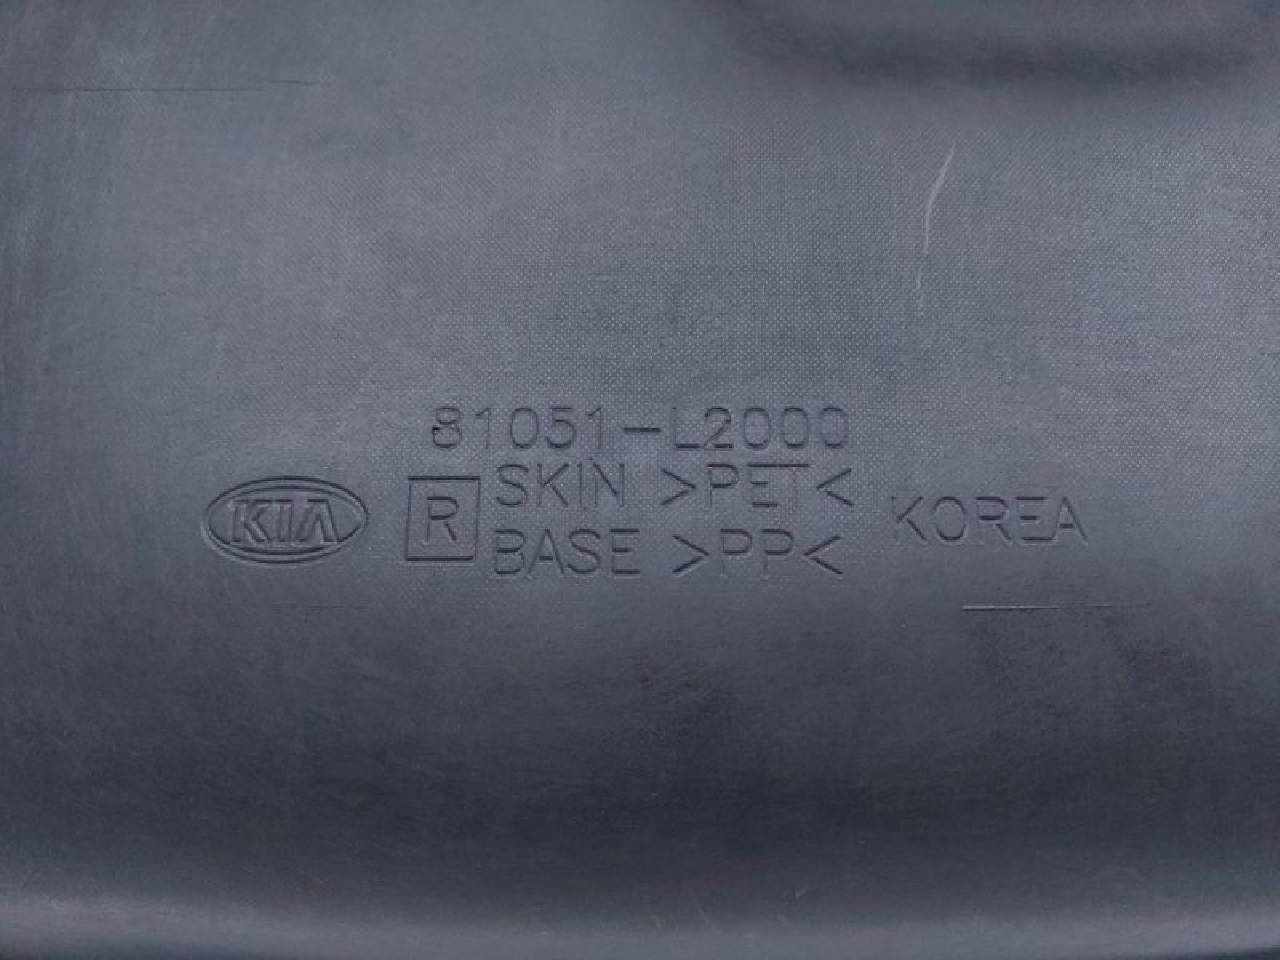 81051-L2000
KIA R SKIN >PET<
BASE >PP< KOREA